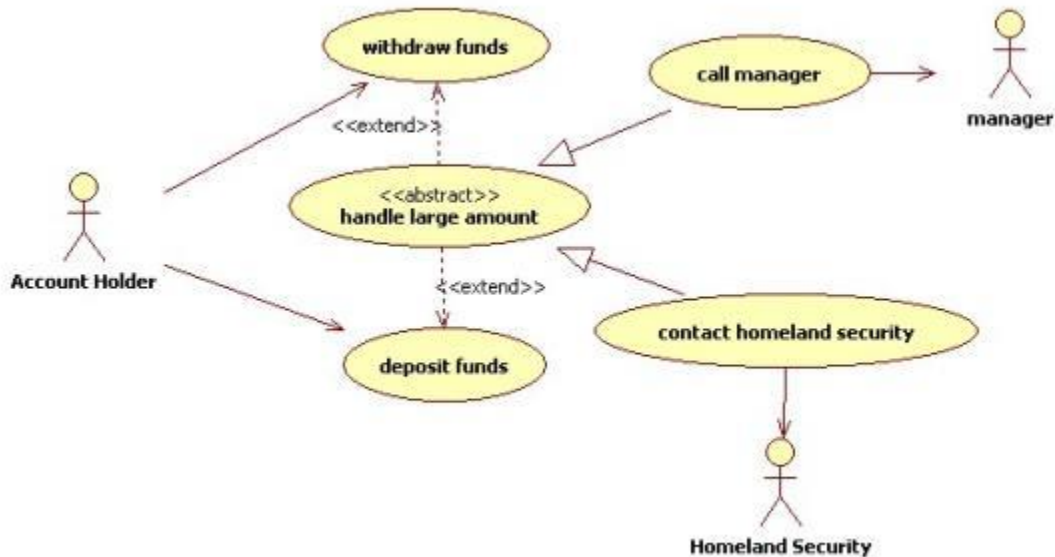 withdraw funds
call manager
manager
<<extend>>
<<abstract>>
handle large amount
Account Holder
<<extend>>
contact homeland security
deposit funds
Homeland Security